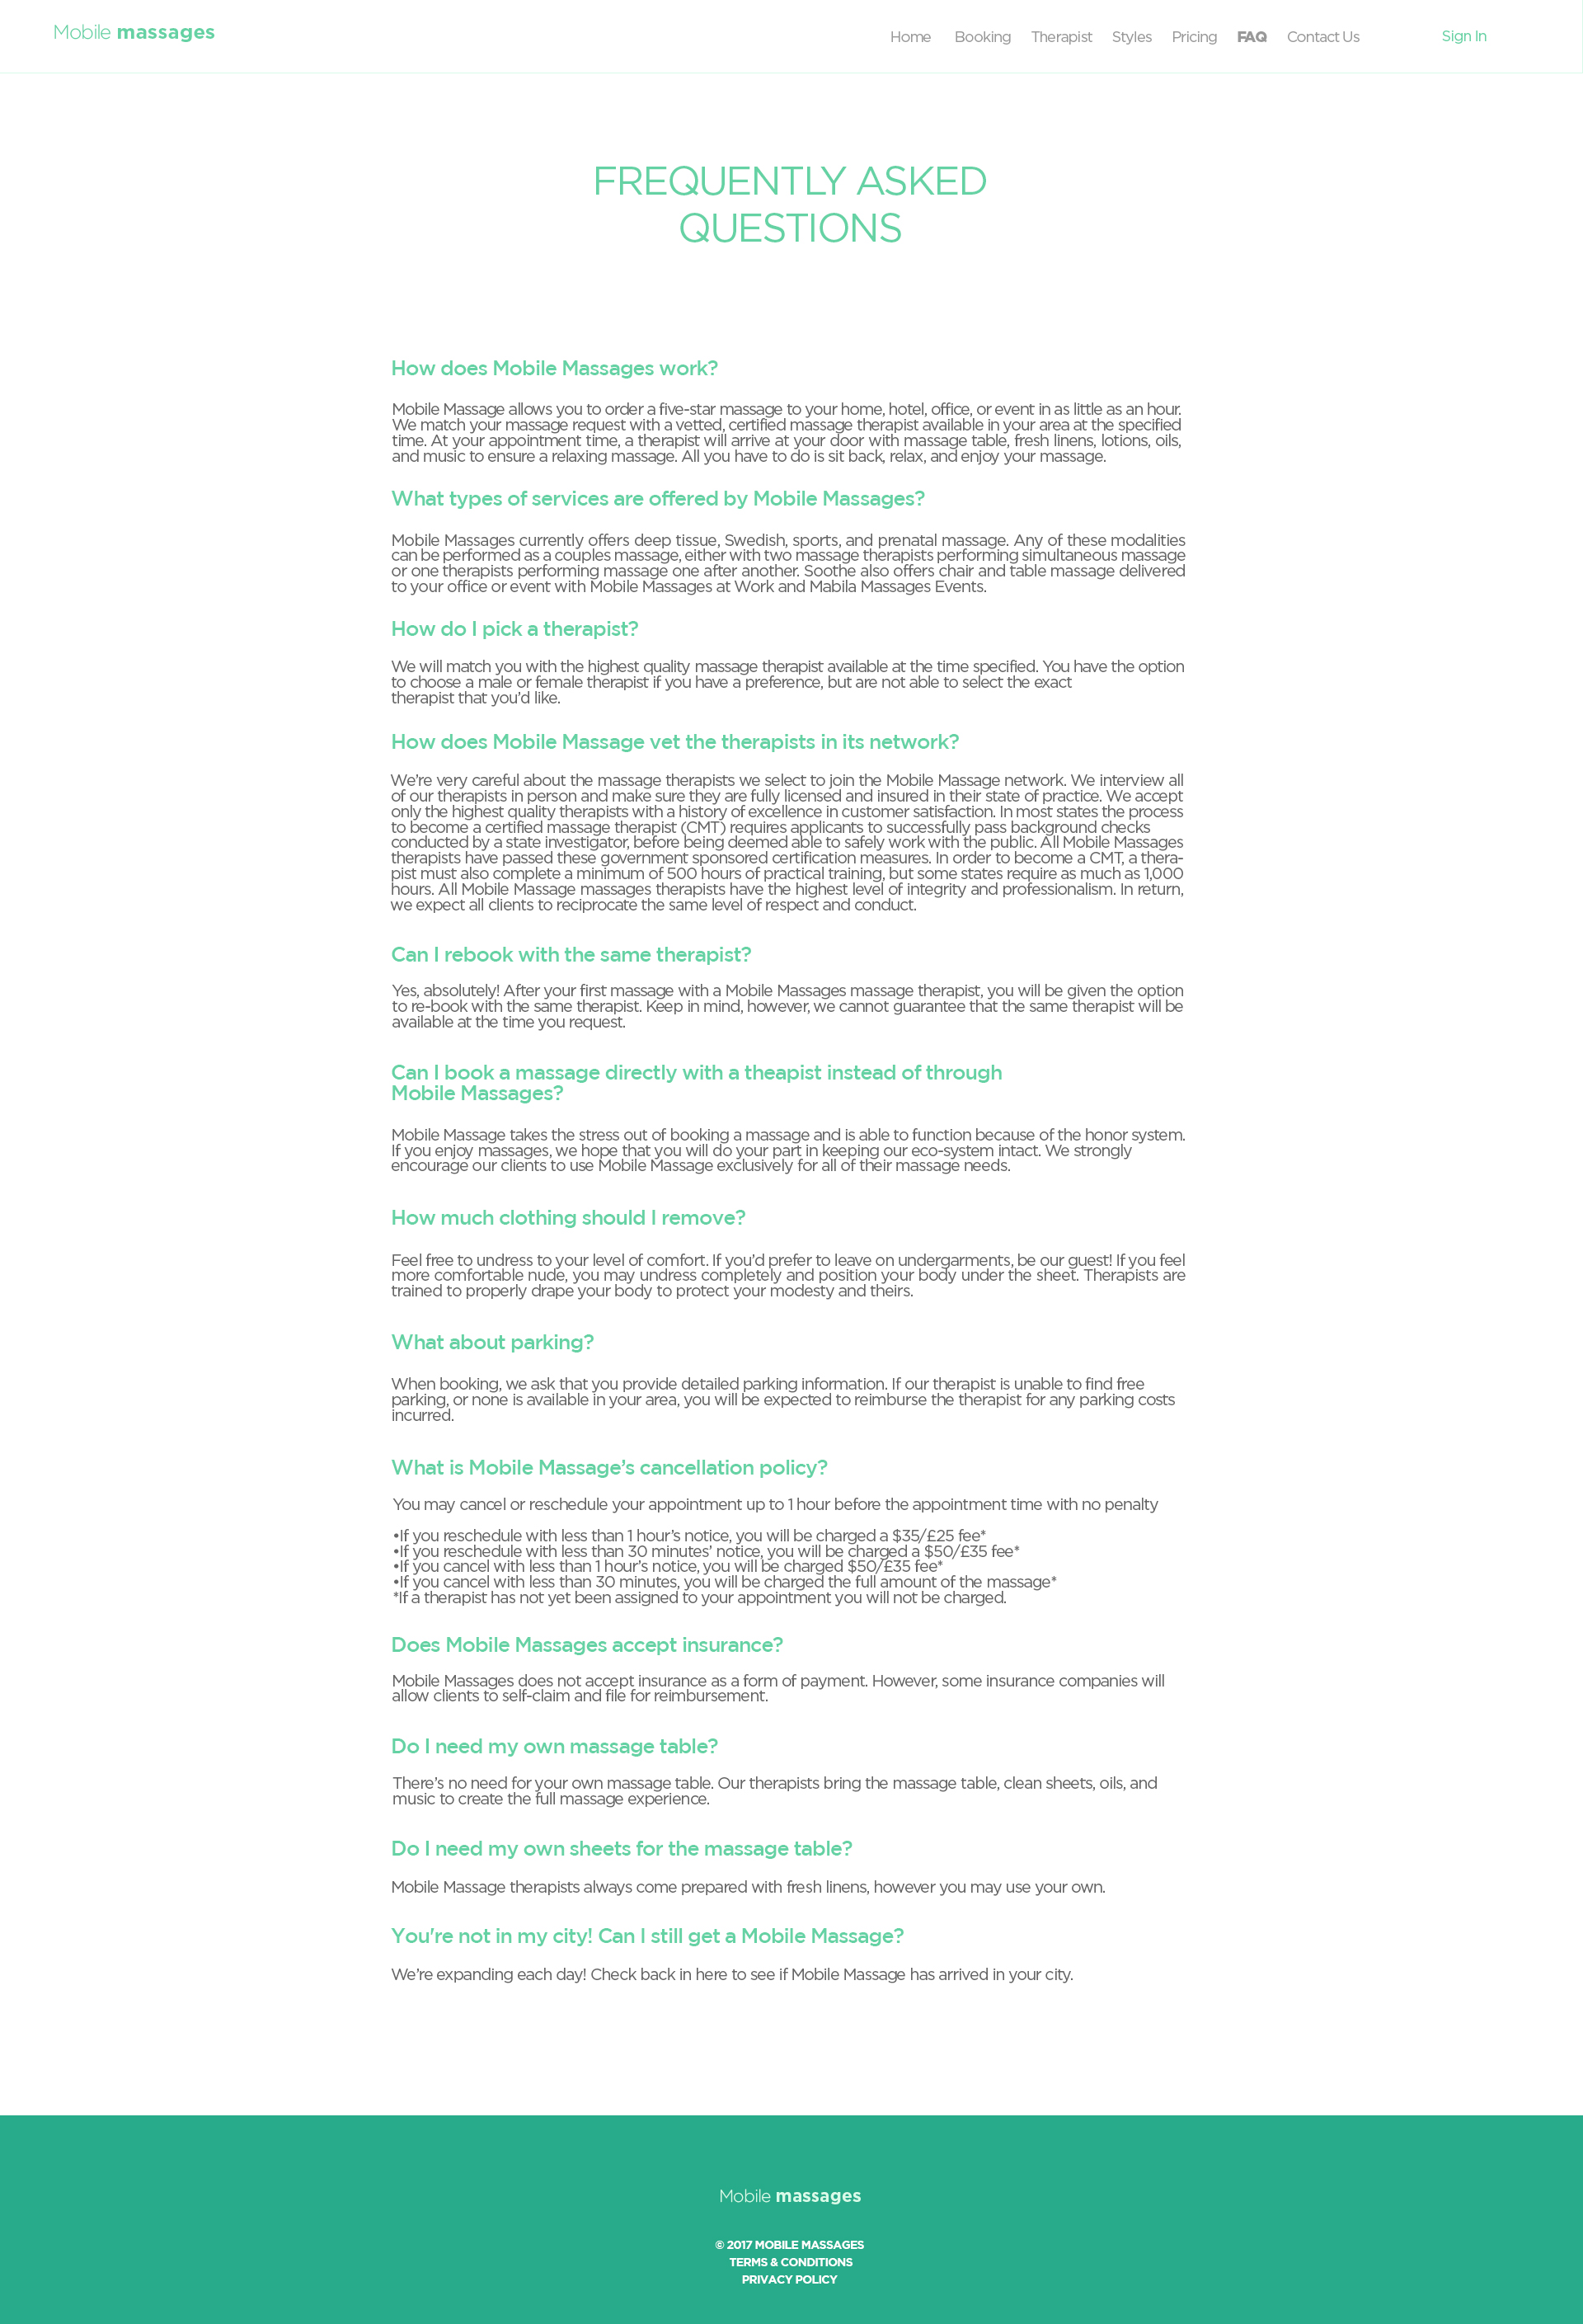 Mobile massages
Home Booking Therapist Styles Pricing FAQ Contact Us Sign In
FREQUENTLY ASKED
QUESTIONS
How does Mobile Massages work?
Mobile Massage allows you to order a five-star massage to your home, hotel, office, or event in as little as an hour.
We match your massage request with a vetted, certified massage therapist available in your area at the specified
time. At your appointment time, a therapist will arrive at your door with massage table, fresh linens, lotions, oils,
and music to ensure a relaxing massage. All you have to do is sit back, relax, and enjoy your massage.
What types of services are offered by Mobile Massages?
Mobile Massages currently offers deep tissue, Swedish, sports, and prenatal massage. Any of these modalities
can be performed as a couples massage, either with two massage therapists performing simultaneous massage
or one therapists performing massage one after another. Soothe also offers chair and table massage delivered
to your office or event with Mobile Massages at Work and Mabila Massages Events.
How do I pick a therapist?
We will match you with the highest quality massage therapist available at the time specified. You have the option
to choose a male or female therapist if you have a preference, but are not able to select the exact
therapist that you’d like.
How does Mobile Massage vet the therapists in its network?
We’re very careful about the massage therapists we select to join the Mobile Massage network. We interview all
of our therapists in person and make sure they are fully licensed and insured in their state of practice. We accept
only the highest quality therapists with a history of excellence in customer satisfaction. In most states the process
to become a certified massage therapist (CMT) requires applicants to successfully pass background checks
conducted by a state investigator, before being deemed able to safely work with the public. All Mobile Massages
therapists have passed these government sponsored certification measures. In order to become a CMT, a thera-
pist must also complete a minimum of 500 hours of practical training, but some states require as much as 1,000
hours. All Mobile Massage massages therapists have the highest level of integrity and professionalism. In return,
we expect all clients to reciprocate the same level of respect and conduct.
Can I rebook with the same therapist?
Yes, absolutely! After your first massage with a Mobile Massages massage therapist, you will be given the option
to re-book with the same therapist. Keep in mind, however, we cannot guarantee that the same therapist will be
available at the time you request.
Can I book a massage directly with a theapist instead of through
Mobile Massages?
Mobile Massage takes the stress out of booking a massage and is able to function because of the honor system.
If you enjoy massages, we hope that you will do your part in keeping our eco-system intact. We strongly
encourage our clients to use Mobile Massage exclusively for all of their massage needs.
How much clothing should I remove?
Feel free to undress to your level of comfort. If you’d prefer to leave on undergarments, be our guest! If you feel
more comfortable nude, you may undress completely and position your body under the sheet. Therapists are
trained to properly drape your body to protect your modesty and theirs.
What about parking?
When booking, we ask that you provide detailed parking information. If our therapist is unable to find free
parking, or none is available in your area, you will be expected to reimburse the therapist for any parking costs
incurred.
What is Mobile Massage’s cancellation policy?
You may cancel or reschedule your appointment up to 1 hour before the appointment time with no penalty
•If you reschedule with less than 1 hour’s notice, you will be charged a $35/£25 fee*
•If you reschedule with less than 30 minutes’ notice, you will be charged a $50/£35 fee*
•If you cancel with less than 1 hour’s notice, you will be charged $50/£35 fee*
•If you cancel with less than 30 minutes, you will be charged the full amount of the massage*
*If a therapist has not yet been assigned to your appointment you will not be charged.
Does Mobile Massages accept insurance?
Mobile Massages does not accept insurance as a form of payment. However, some insurance companies will
allow clients to self-claim and file for reimbursement.
Do I need my own massage table?
There’s no need for your own massage table. Our therapists bring the massage table, clean sheets, oils, and
music to create the full massage experience.
Do I need my own sheets for the massage table?
Mobile Massage therapists always come prepared with fresh linens, however you may use your own.
You're not in my city! Can I still get a Mobile Massage?
We’re expanding each day! Check back in here to see if Mobile Massage has arrived in your city.
Mobile massages
© 2017 MOBILE MASSAGES
TERMS & CONDITIONS
PRIVACY POLICY